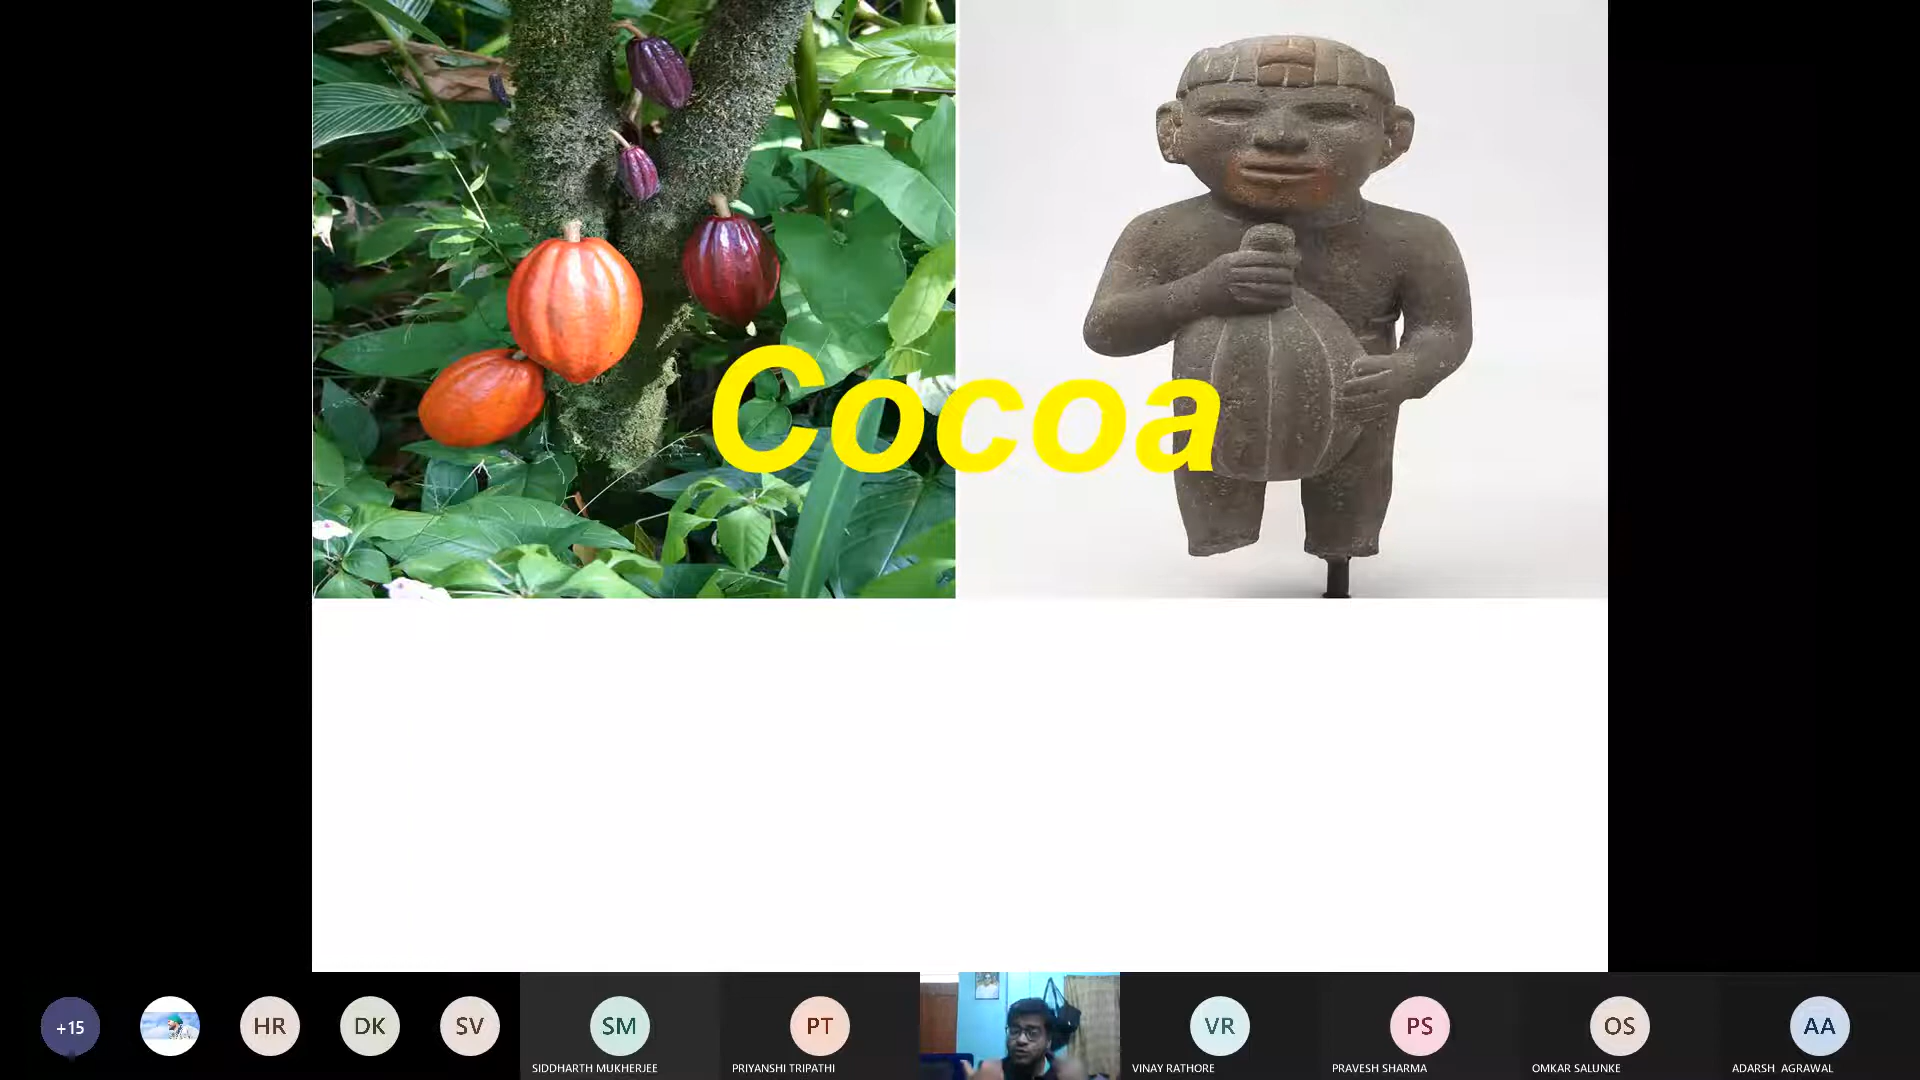 Cocoa
+15
HR
DK
SV
SM
PT
VR
PS
OS
AA
SIDDHARTH MUKHERJEE
PRIYANSHI TRIPATHI
VINAY RATHORE
PRAVESH SHARMA
OMKAR SALUNKE
ADARSH AGRAWAL